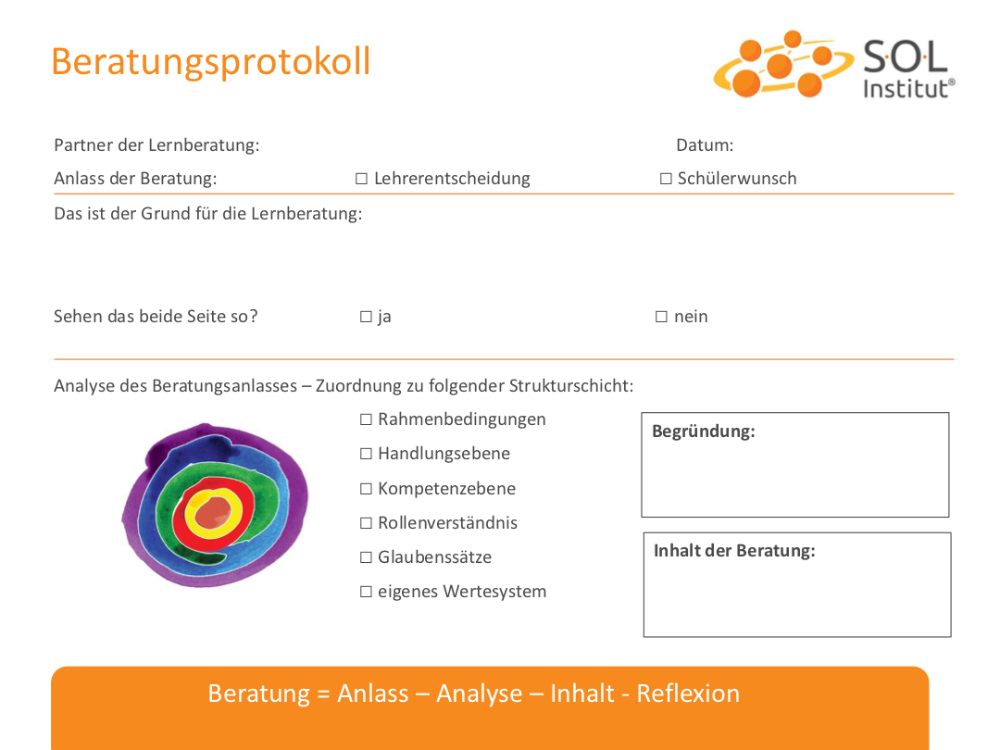 Beratungsprotokoll
S·O·L
Institut®
Partner der Lernberatung: Datum:
Anlass der Beratung: ☐ Lehrerentscheidung ☐ Schülerwunsch
Das ist der Grund für die Lernberatung:
Sehen das beide Seite so? ☐ ja ☐ nein
Analyse des Beratungsanlasses – Zuordnung zu folgender Strukturschicht:
☐ Rahmenbedingungen
☐ Handlungsebene
☐ Kompetenzebene
☐ Rollenverständnis
☐ Glaubenssätze
☐ eigenes Wertesystem
Begründung:
Inhalt der Beratung:
Beratung = Anlass – Analyse – Inhalt - Reflexion